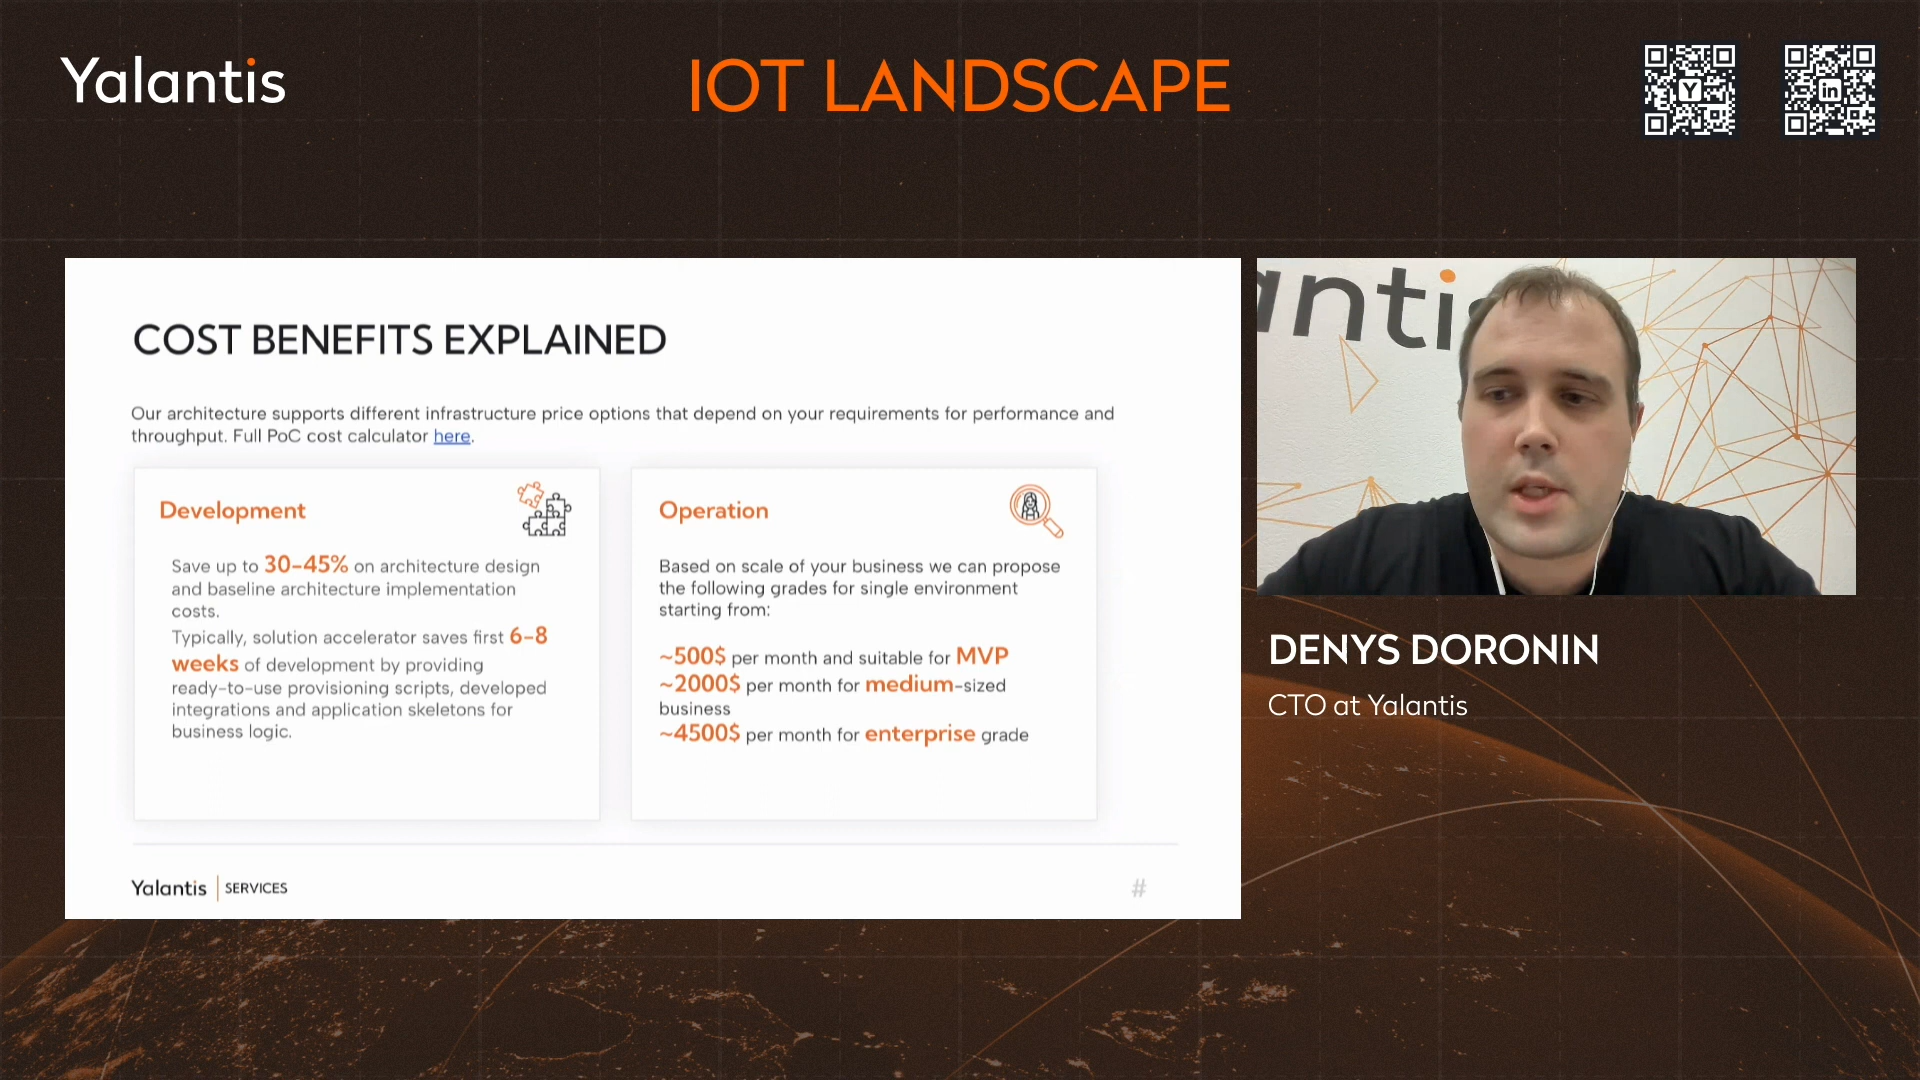 Yalantis
IOT LANDSCAPE
Y
in
COST BENEFITS EXPLAINED
Our architecture supports different infrastructure price options that depend on your requirements for performance and
throughput. Full PoC cost calculator here.
Development
Save up to 30-45% on architecture design
and baseline architecture implementation
costs.
Typically, solution accelerator saves first 6-8
weeks of development by providing
ready-to-use provisioning scripts, developed
integrations and application skeletons for
business logic.
Operation
Based on scale of your business we can propose
the following grades for single environment
starting from:
~500$ per month and suitable for MVP
~2000$ per month for medium-sized
business
~4500$ per month for enterprise grade
Yalantis | SERVICES
#
antis
DENYS DORONIN
CTO at Yalantis